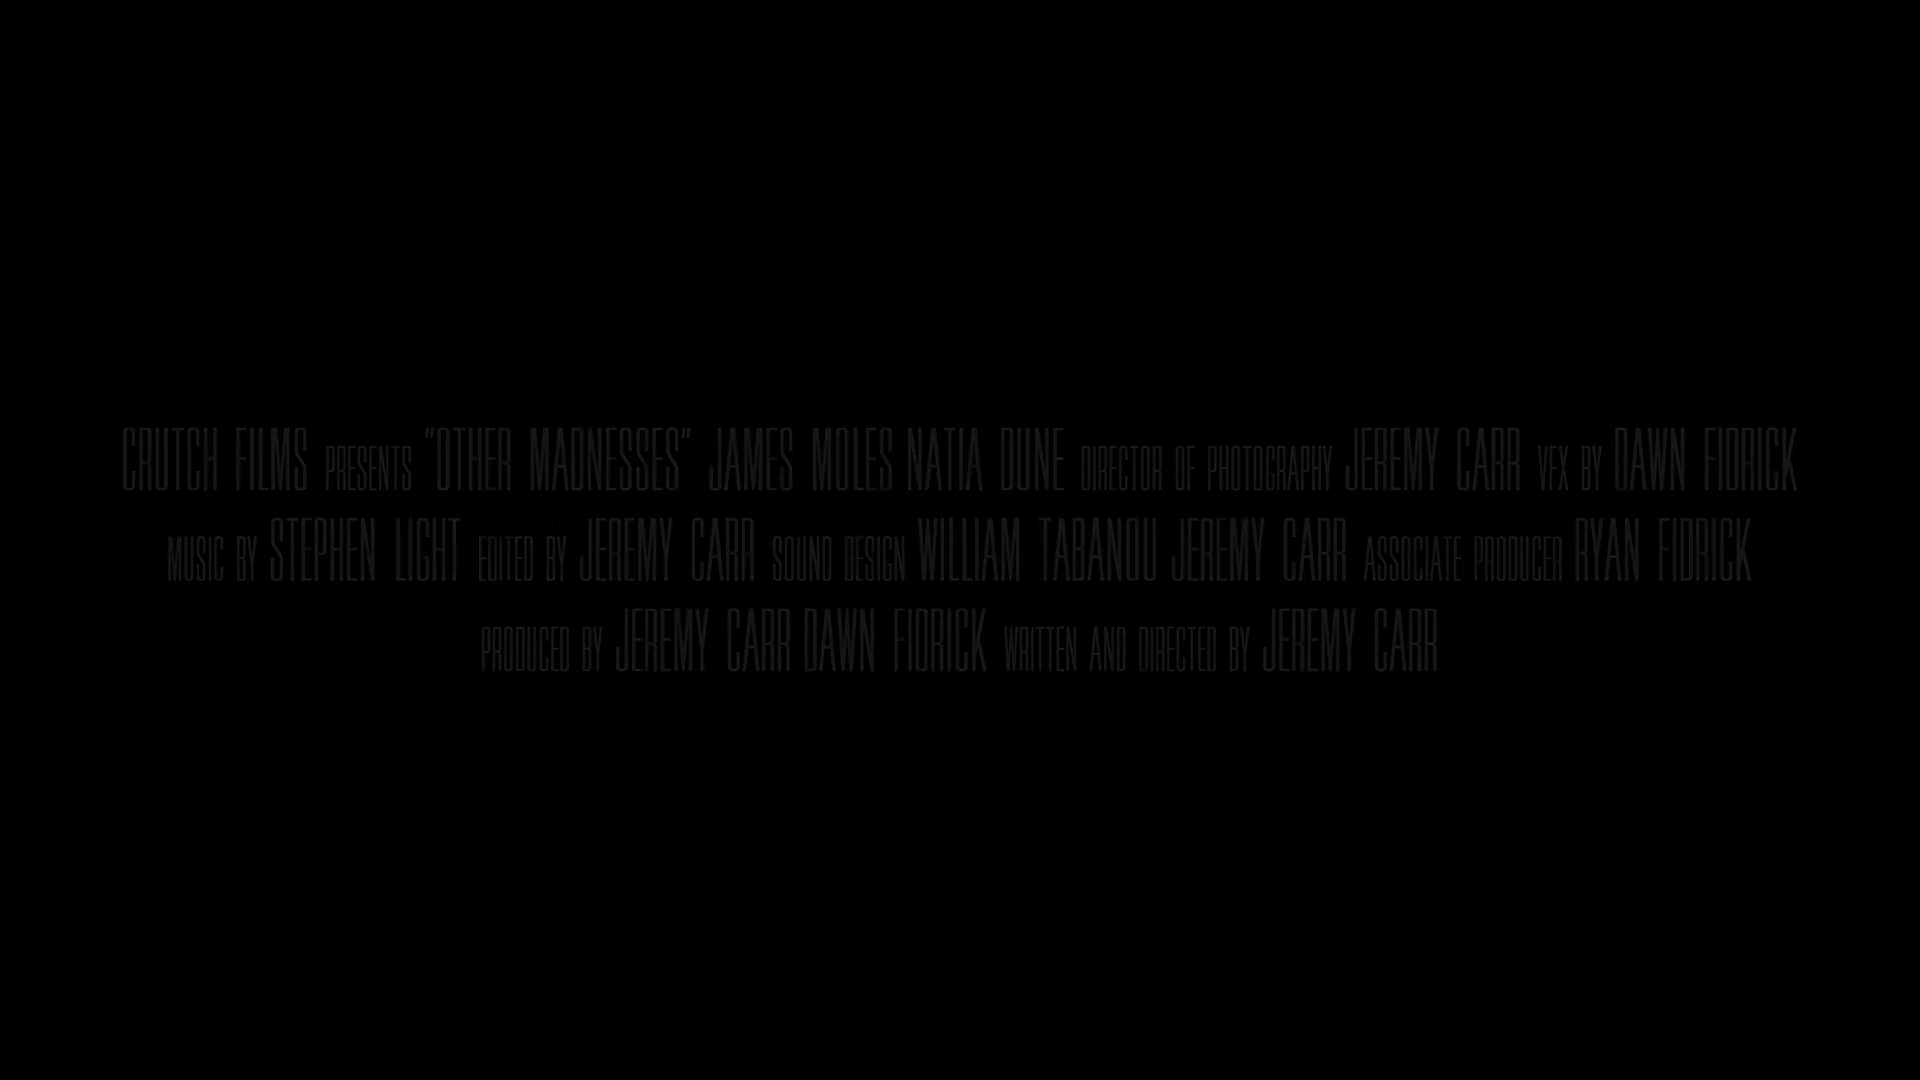 CRUTCH FILMS PRESENTS "OTHER MADNESSES" JAMES MOLES NATIA DUNE DIRECTOR OF PHOTOGRAPHY JEREMY CARR VFX BY DAWN FIDRICK
MUSIC BY STEPHEN LIGHT EDITED BY JEREMY CARR SOUND DESIGN WILLIAM TABANOU JEREMY CARR ASSOCIATE PRODUCER RYAN FIDRICK
PRODUCED BY JEREMY CARR DAWN FIDRICK WRITTEN AND DIRECTED BY JEREMY CARR